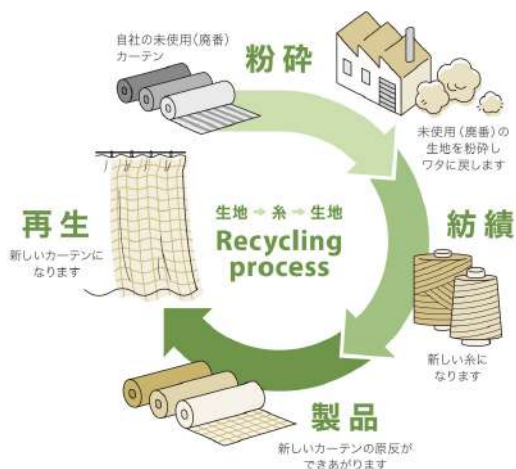 自社の未使用（廃番）
カーテン
粉砕
未使用（廃番）の
生地を粉砕し
ワタに戻します
紡績
新しい糸に
なります
製品
新しいカーテンの原反が
できあがります
再生
新しいカーテンに
なります
生地→糸→生地
Recycling
process